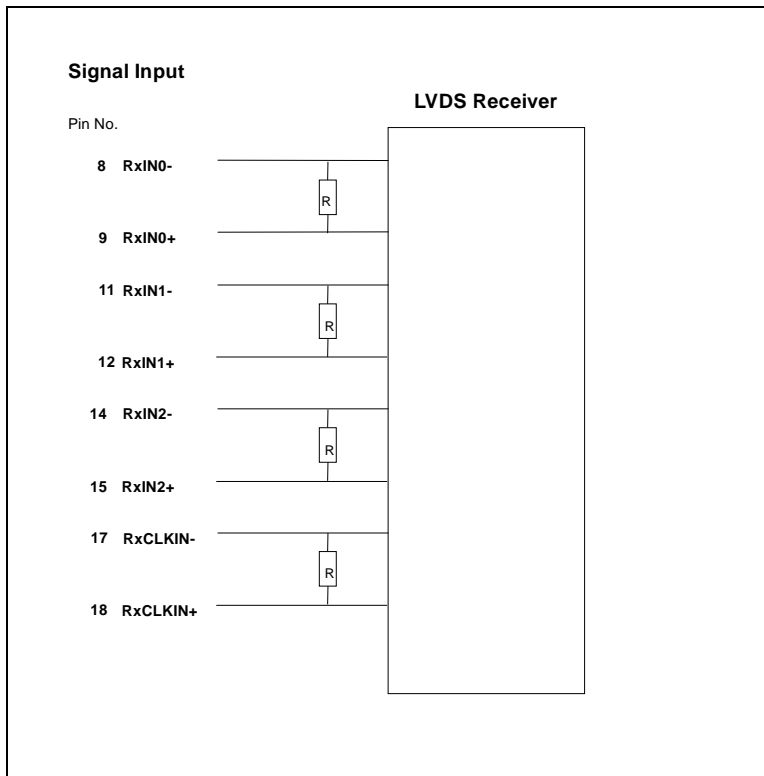 Signal Input
LVDS Receiver
Pin No.
8 RxIN0-
R
9 RxIN0+
11 RxIN1-
R
12 RxIN1+
14 RxIN2-
R
15 RxIN2+
17 RxCLKIN-
R
18 RxCLKIN+